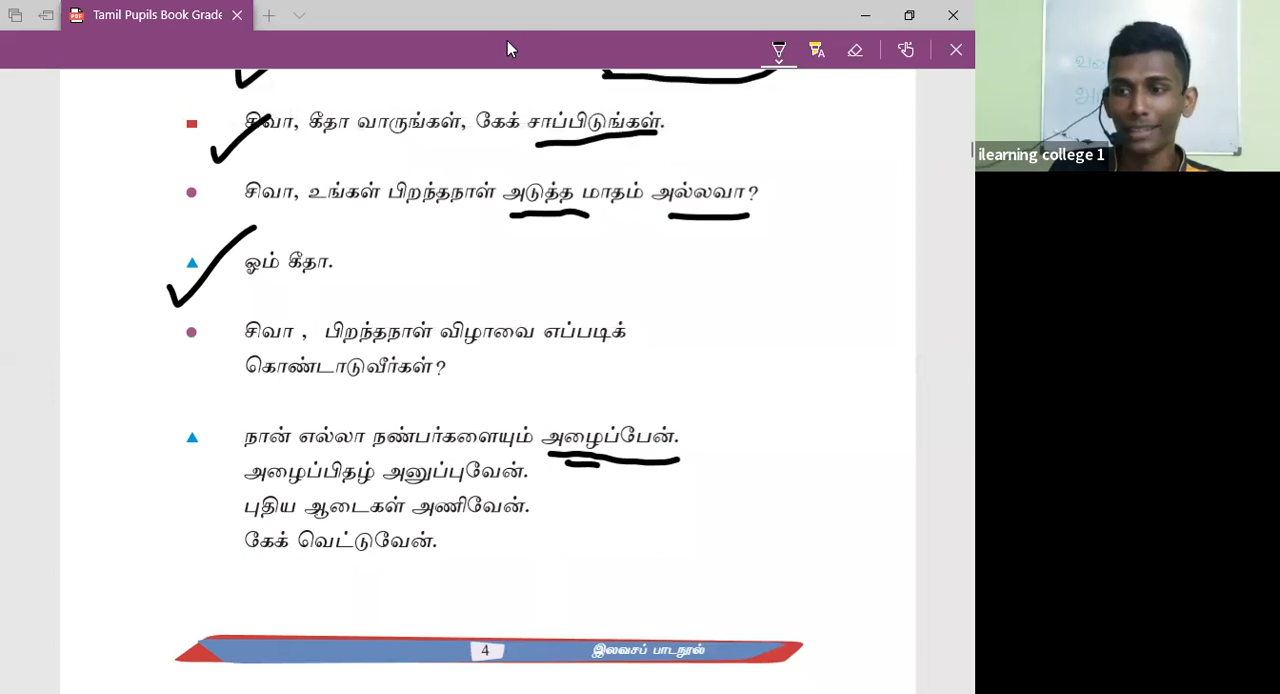 Tamil Pupils Book Grade
சிவா, கீதா வாருங்கள், கேக் சாப்பிடுங்கள்.
சிவா, உங்கள் பிறந்தநாள் அடுத்த மாதம் அல்லவா?
ஓம் கீதா.
சிவா , பிறந்தநாள் விழாவை எப்படிக்
கொண்டாடுவீர்கள்?
நான் எல்லா நண்பர்களையும் அழைப்பேன்.
அழைப்பிதழ் அனுப்புவேன்.
புதிய ஆடைகள் அணிவேன்.
கேக் வெட்டுவேன்.
4 இலவசப் பாடநூல்
ilearning college 1